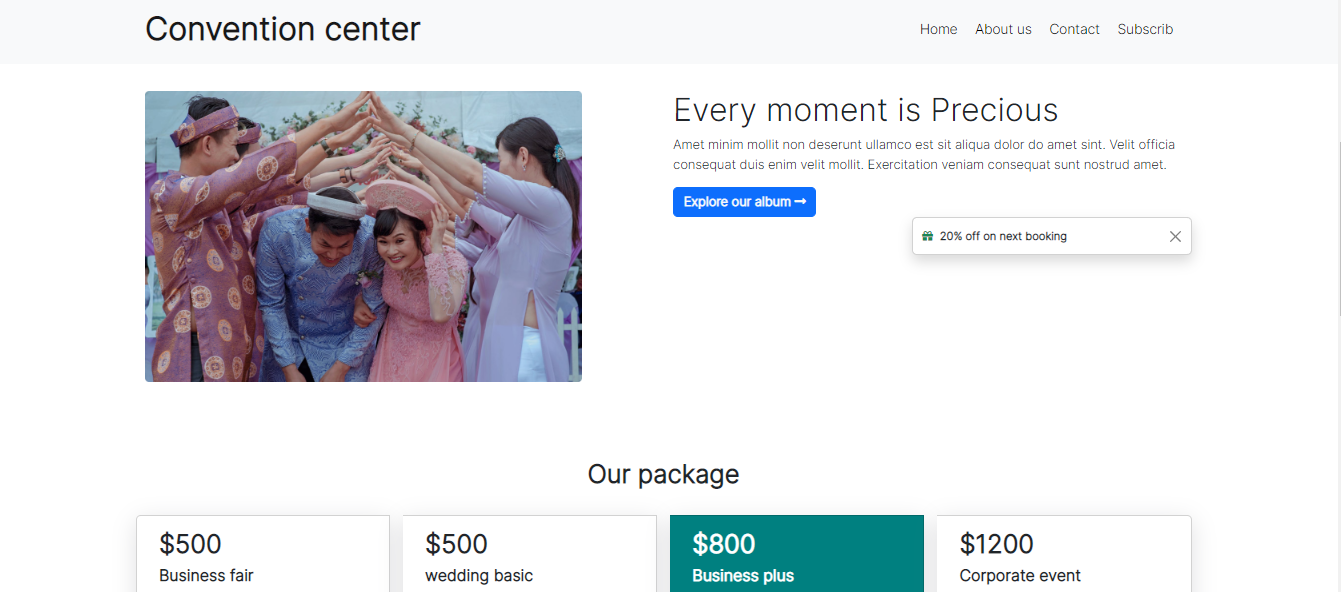 Convention center
Home About us Contact Subscrib
Every moment is Precious
Amet minim mollit non deserunt ullamco est sit aliqua dolor do amet sint. Velit officia
consequat duis enim velit mollit. Exercitation veniam consequat sunt nostrud amet.
Explore our album →
20% off on next booking
Our package
$500
Business fair
$500
wedding basic
$800
Business plus
$1200
Corporate event